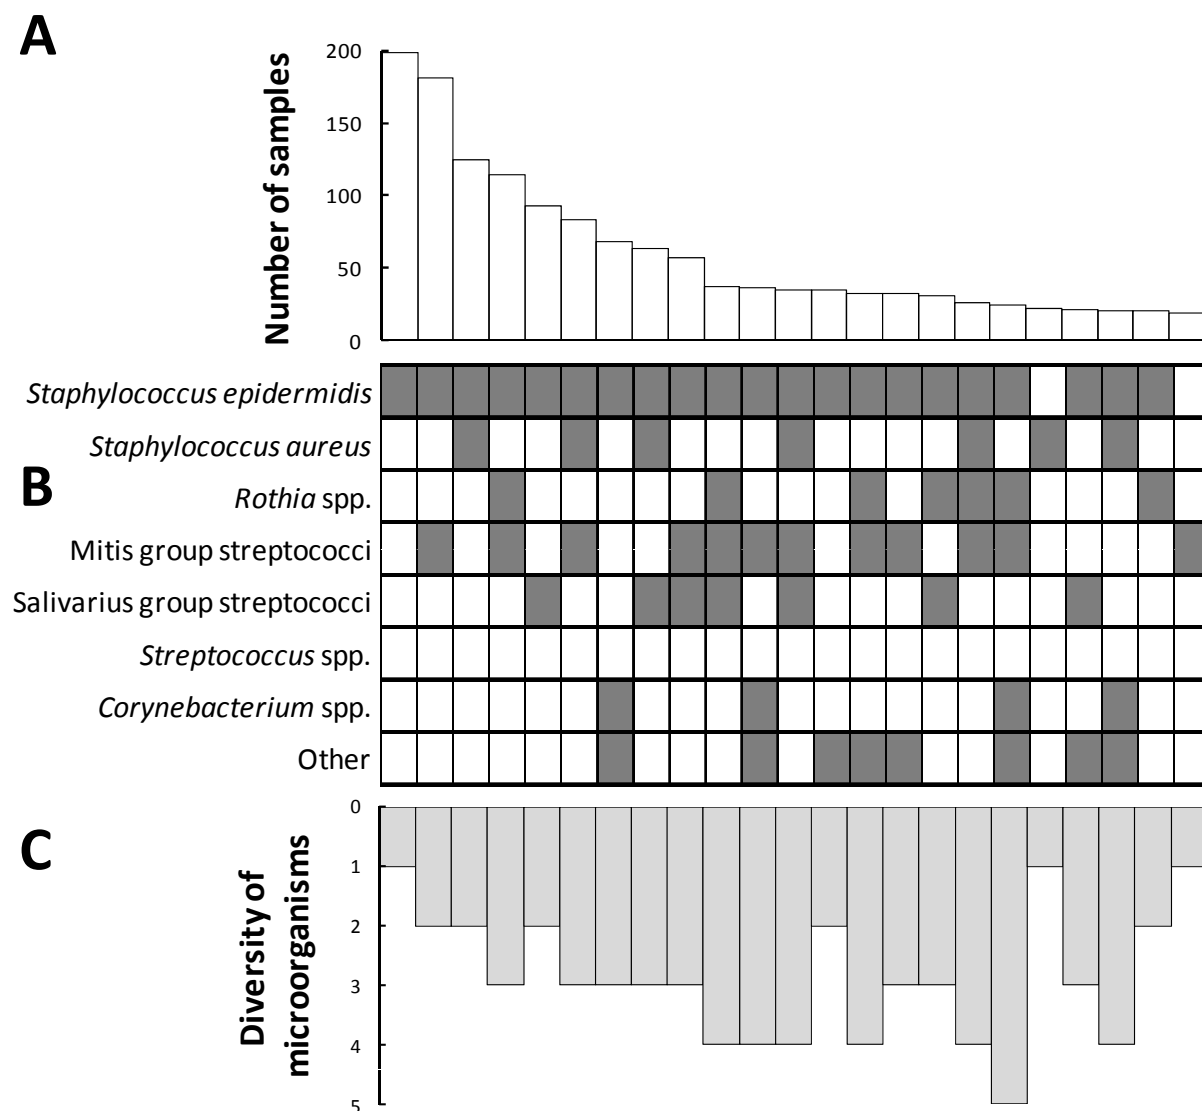 A
Number of samples
200
150
100
50
0
B
Staphylococcus epidermidis
Staphylococcus aureus
Rothia spp.
Mitis group streptococci
Salivarius group streptococci
Streptococcus spp.
Corynebacterium spp.
Other
C
Diversity of
microorganisms
0
1
2
3
4
5